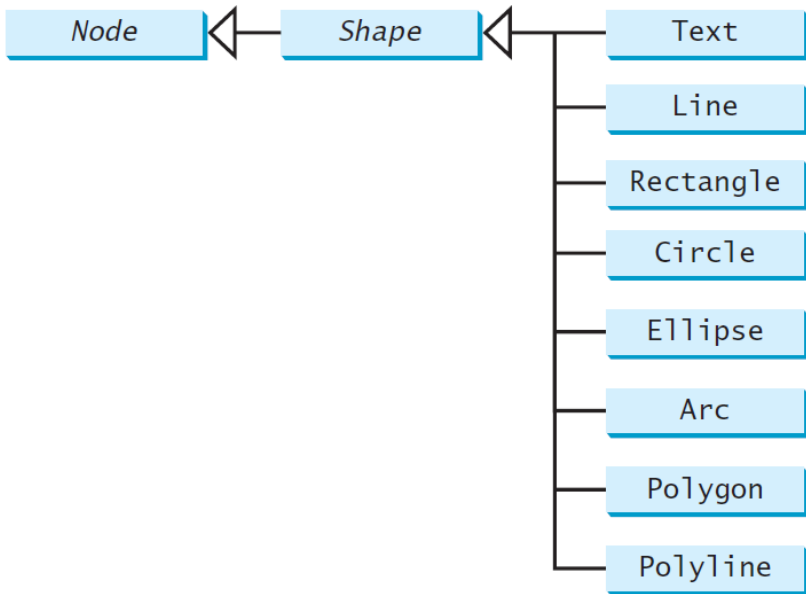 Node
Shape
Text
Line
Rectangle
Circle
Ellipse
Arc
Polygon
Polyline